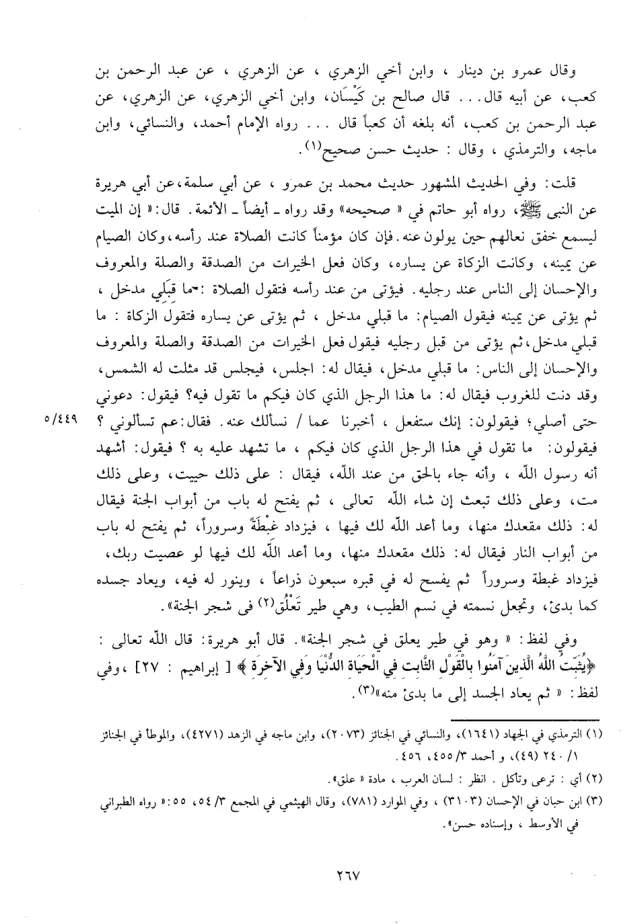 وقال عمرو بن دينار ، وابن أخي الزهري ، عن الزهري ، عن عبد الرحمن بن
كعب، عن أبيه قال... قال صالح بن كَيْسَان، وابن أخي الزهري، عن الزهري، عن
عبد الرحمن بن كعب، أنه بلغه أن كعباً قال ... رواه الإمام أحمد، والنسائي، وابن
ماجه، والترمذي ، وقال : حديث حسن صحيح(١).
قلت: وفي الحديث المشهور حديث محمد بن عمرو ، عن أبي سلمة، عن أبي هريرة
عن النبى ﷺ، رواه أبو حاتم في « صحيحه» وقد رواه ـ أيضاً ـ الأئمة. قال:« إن الميت
ليسمع خفق نعالهم حين يولون عنه. فإن كان مؤمناً كانت الصلاة عند رأسه، وكان الصيام
عن يمينه، وكانت الزكاة عن يساره، وكان فعل الخيرات من الصدقة والصلة والمعروف
والإحسان إلى الناس عند رجليه. فيؤتى من عند رأسه فتقول الصلاة : ما قِبَلِي مدخل ،
ثم يؤتى عن يمينه فيقول الصيام: ما قبلي مدخل ، ثم يؤتى عن يساره فتقول الزكاة : ما
قبلي مدخل، ثم يؤتى من قبل رجليه فيقول فعل الخيرات من الصدقة والصلة والمعروف
والإحسان إلى الناس: ما قبلي مدخل، فيقال له: اجلس، فيجلس قد مثلت له الشمس،
وقد دنت للغروب فيقال له: ما هذا الرجل الذي كان فيكم ما تقول فيه؟ فيقول: دعوني
حتى أصلي؛ فيقولون: إنك ستفعل ، أخبرنا عما / نسألك عنه. فقال: عم تسألوني ؟
٥/٤٤٩
فيقولون: ما تقول في هذا الرجل الذي كان فيكم ، ما تشهد عليه به ؟ فيقول: أشهد
أنه رسول الله ، وأنه جاء بالحق من عند الله، فيقال : على ذلك حييت، وعلى ذلك
مت، وعلى ذلك تبعث إن شاء الله تعالى ، ثم يفتح له باب من أبواب الجنة فيقال
له: ذلك مقعدك منها، وما أعد الله لك فيها ، فيزداد غِبْطَةً وسروراً، ثم يفتح له باب
من أبواب النار فيقال له: ذلك مقعدك منها، وما أعد الله لك فيها لو عصيت ربك،
فيزداد غبطة وسروراً ثم يفسح له في قبره سبعون ذراعاً ، وينور له فيه، ويعاد جسده
كما بدئ، وتجعل نسمته في نسم الطيب، وهي طير تَعْلُق(٢) فى شجر الجنة».
وفي لفظ: « وهو في طير يعلق في شجر الجنة». قال أبو هريرة: قال الله تعالى :
﴿يُثَبِّتُ اللَّهُ الَّذِينَ آمَنُوا بِالْقَوْلِ الثَّابِتِ فِي الْحَيَاةِ الدُّنْيَا وَفِي الآخِرَةِ ﴾ [ إبراهيم : ٢٧] ،وفي
لفظ: « ثم يعاد الجسد إلى ما بدئ منه»(٣).
(١) الترمذي في الجهاد (١٦٤١)، والنسائي في الجنائز (٢٠٧٣)، وابن ماجه في الزهد (٤٢٧١)، والموطأ في الجنائز
١/ ٢٤٠ (٤٩)، و أحمد ٣/ ٤٥٥، ٤٥٦.
(٢) أي : ترعى وتأكل . انظر : لسان العرب ، مادة « علق».
(٣) ابن حبان في الإحسان (٣١٠٣) ، وفي الموارد (٧٨١)، وقال الهيثمي في المجمع ٣/ ٥٤، ٥٥:« رواه الطبراني
في الأوسط ، وإسناده حسن».
٢٦٧